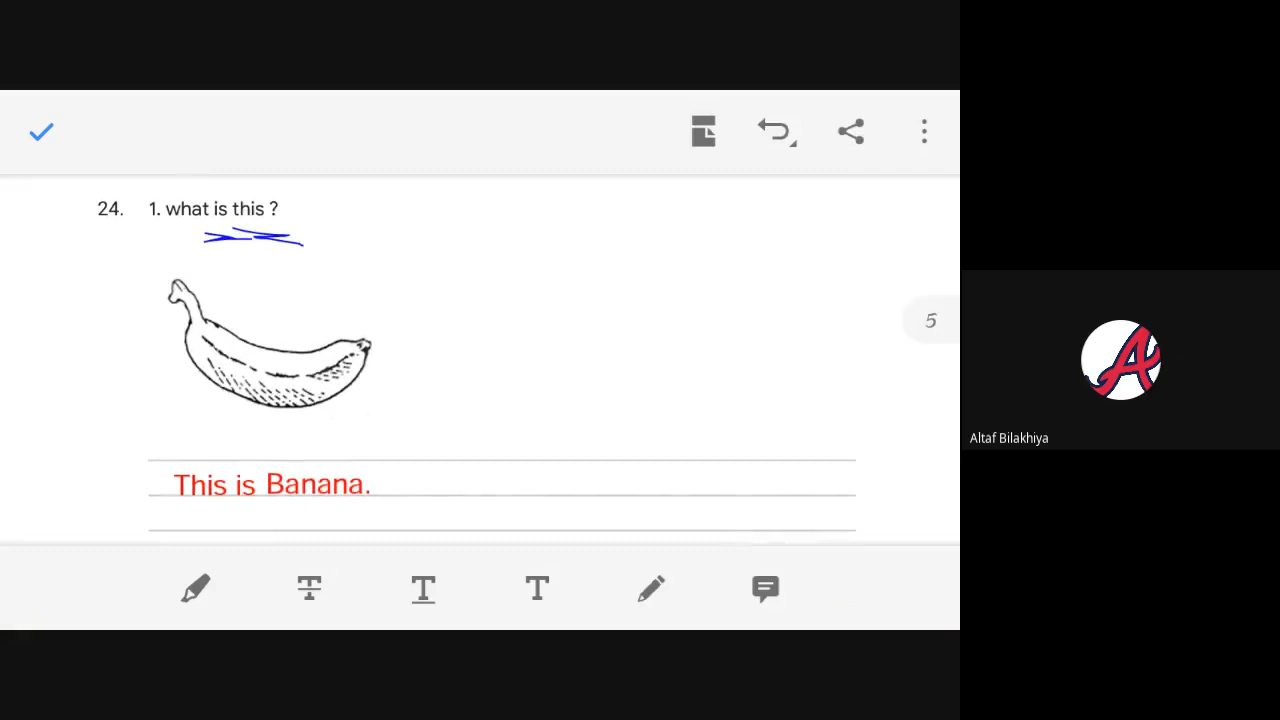 24. 1. what is this ?
5
This is Banana.
Altaf Bilakhiya